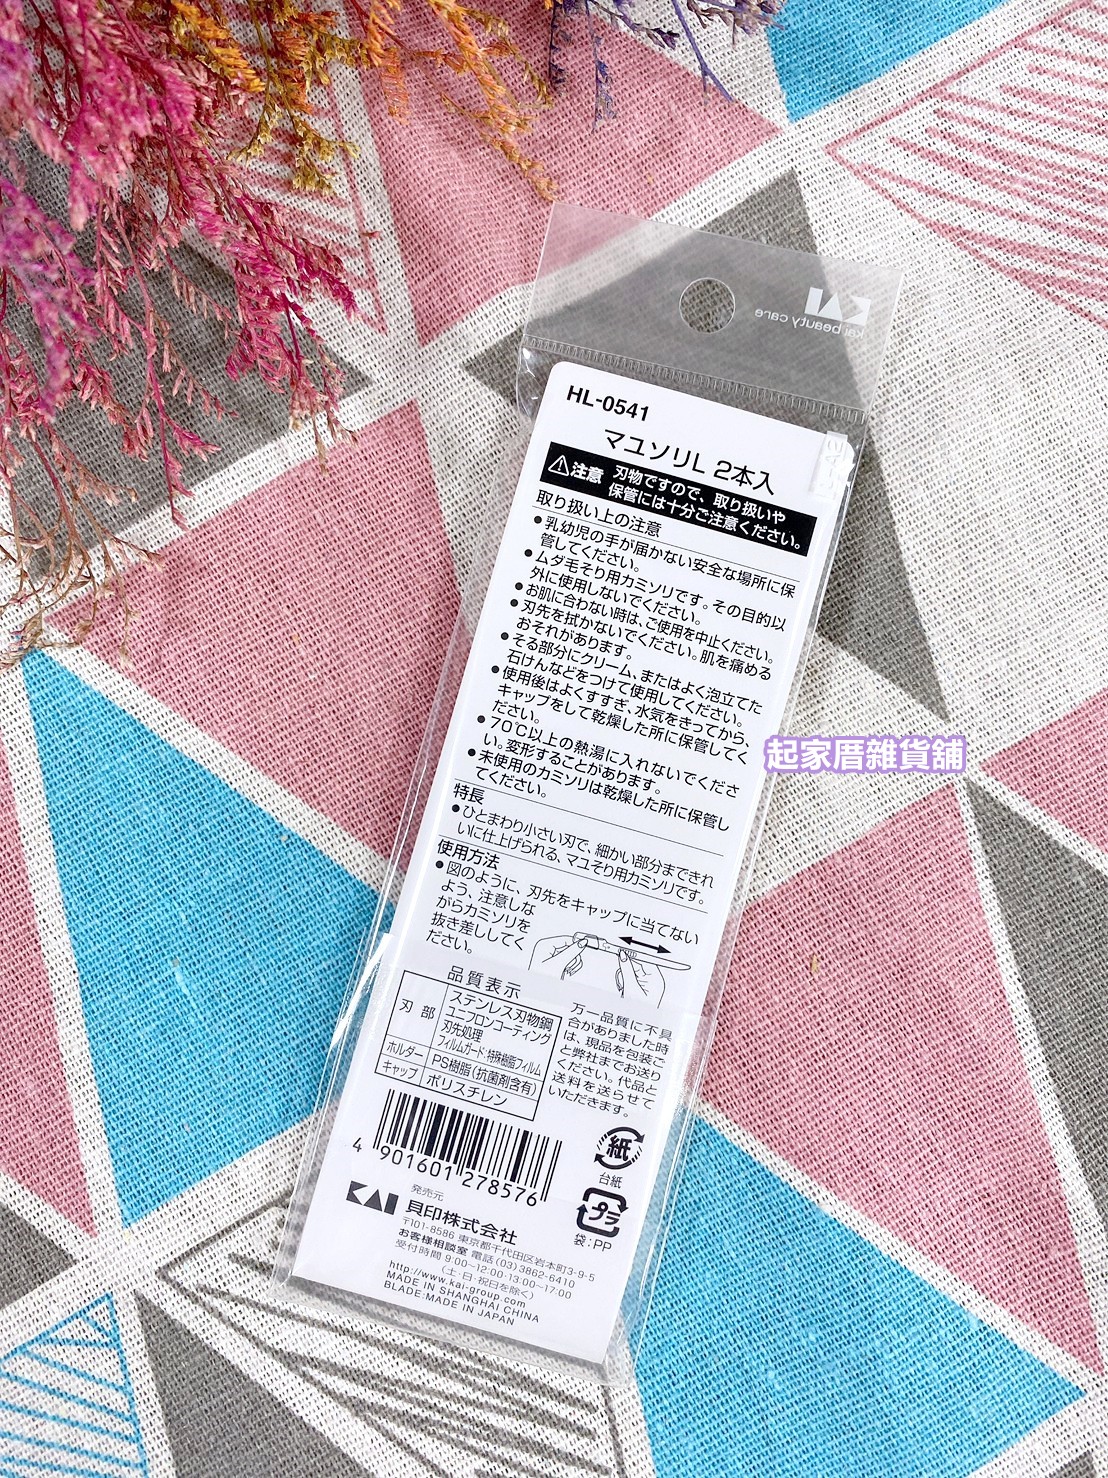 KAI
kai beauty care
HL-0541
マユソリL 2本入
⚠注意 刃物ですので、取り扱いや
保管には十分ご注意ください。
取り扱い上の注意
●乳幼児の手が届かない安全な場所に保
管してください。
●ムダ毛そり用カミソリです。その目的以
外に使用しないでください。
●お肌に合わない時は、ご使用を中止ください。
●刃先を拭かないでください。肌を痛める
おそれがあります。
●そる部分にクリーム、またはよく泡立てた
石けんなどをつけて使用してください。
●使用後はよくすすぎ、水気をきってから、
キャップをして乾燥した所に保管してく
ださい。
●70℃以上の熱湯に入れないでくださ
い。変形することがあります。
●未使用のカミソリは乾燥した所に保管し
てください。
特長
●ひとまわり小さい刃で、細かい部分まできれ
いに仕上げられる、マユそり用カミソリです。
使用方法
●図のように、刃先をキャップに当てない
よう、注意しな
がらカミソリを
抜き差ししてく
ださい。
品質表示
刃部
ステンレス刃物鋼
ユニフロンコーティング
刃先処理
フィルムガード:特殊樹脂フィルム
ホルダー PS樹脂(抗菌剤含有)
キャップ ポリスチレン
万一品質に不具
合がありました時
は、現品を包装ご
と弊社までお送り
ください。代品と
送料を送らせて
いただきます。
4 901601 278576
紙
台紙
プラ
袋:PP
KAI 発売元
貝印株式会社
〒101-8586 東京都千代田区岩本町3-9-5
お客様相談室 電話(03)3862-6410
受付時間 9:00~12:00・13:00~17:00
(土・日・祝日を除く)
http://www.kai-group.com
MADE IN SHANGHAI CHINA
BLADE:MADE IN JAPAN
起家厝雜貨舖